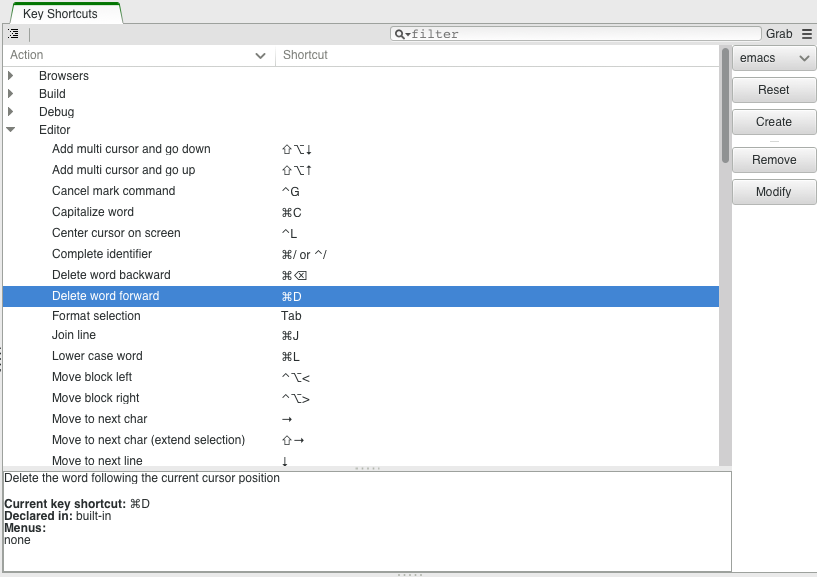 Key Shortcuts
filter Grab
Action Shortcut
emacs
Reset
Create
Remove
Modify
Browsers
Build
Debug
Editor
Add multi cursor and go down ⇧⌥↓
Add multi cursor and go up ⇧⌥↑
Cancel mark command ^G
Capitalize word ⌘C
Center cursor on screen ^L
Complete identifier ⌘/ or ^/
Delete word backward ⌘⌫
Delete word forward ⌘D
Format selection Tab
Join line ⌘J
Lower case word ⌘L
Move block left ^⌥<
Move block right ^⌥>
Move to next char →
Move to next char (extend selection) ⇧→
Move to next line ↓
Delete the word following the current cursor position
Current key shortcut: ⌘D
Declared in: built-in
Menus:
none